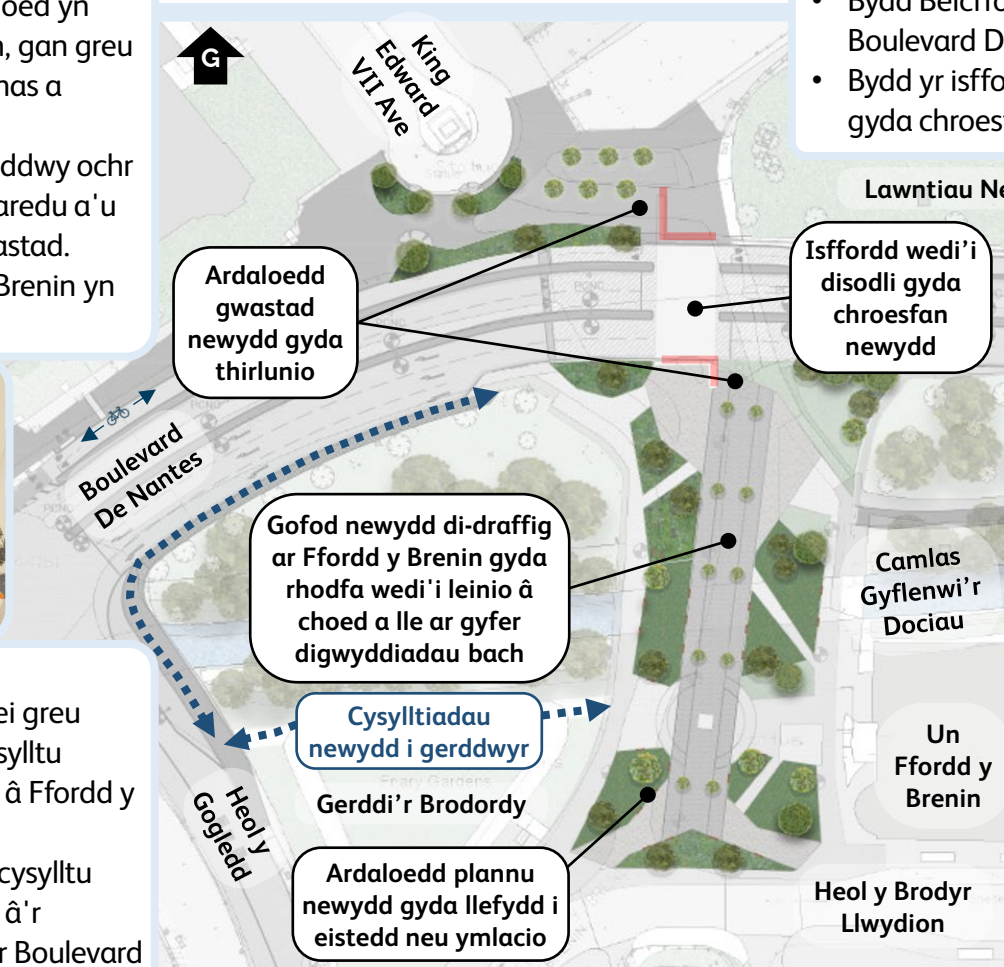 oed yn
, gan greu
nas a
ddwy ochr
aredu a'u
astad.
Brenin yn
Boulevard D
Bydd yr isffo
gyda chroesf
G
King
Edward
VII Ave
Lawntiau Ne
Ardaloedd
gwastad
newydd gyda
thirlunio
Isffordd wedi'i
disodli gyda
chroesfan
newydd
Boulevard
De Nantes
Gofod newydd di-draffig
ar Ffordd y Brenin gyda
rhodfa wedi'i leinio â
choed a lle ar gyfer
digwyddiadau bach
Camlas
Gyflenwi'r
Dociau
ei greu
sylltu
â Ffordd y
cysylltu
â'r
r Boulevard
Cysylltiadau
newydd i gerddwyr
Friary Gardens
Gerddi'r Brodordy
Heol y
Gogledd
Un
Ffordd y
Brenin
Ardaloedd plannu
newydd gyda llefydd i
eistedd neu ymlacio
Heol y Brodyr
Llwydion